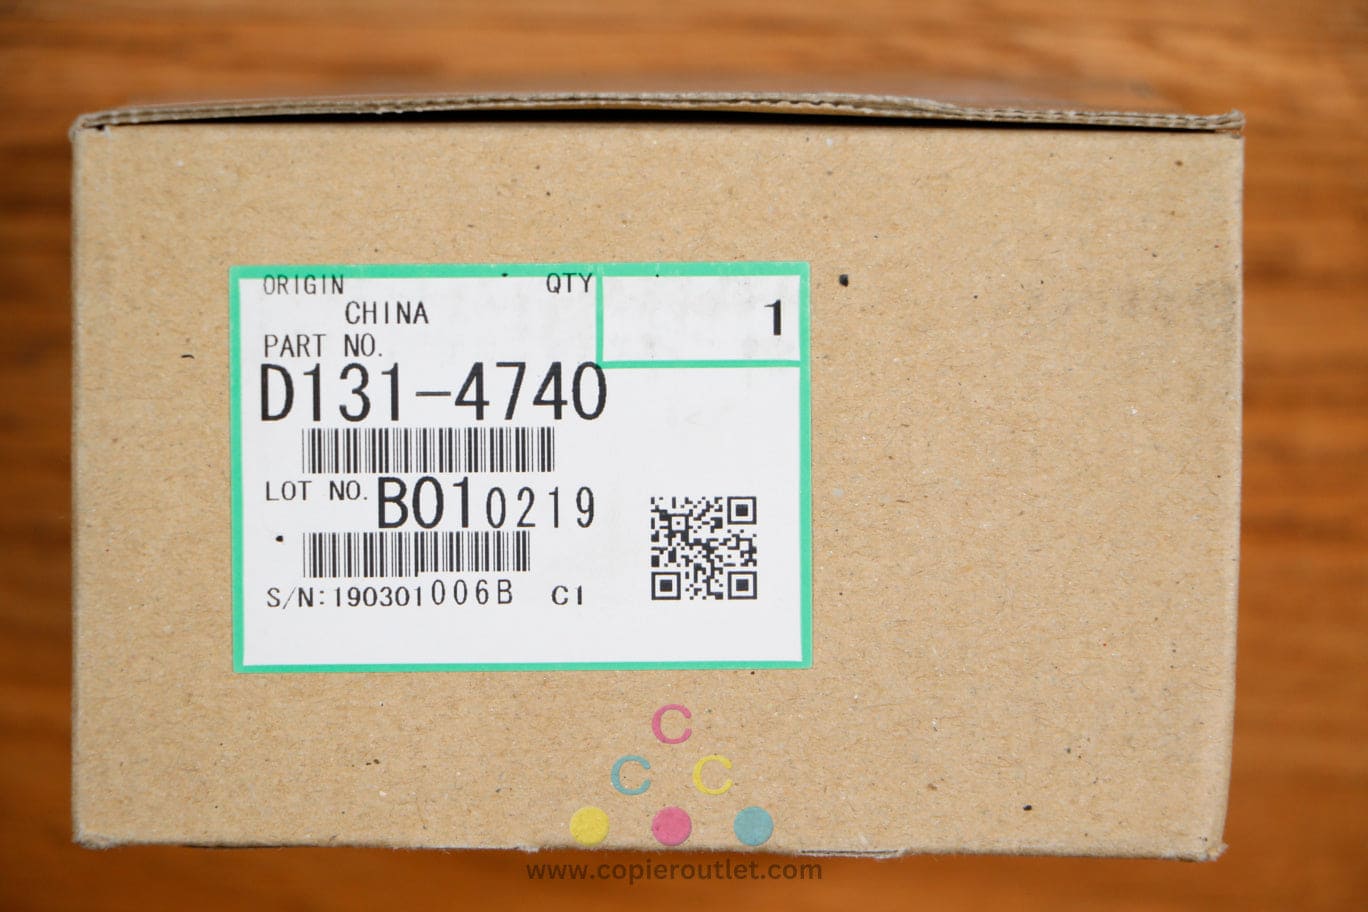 ORIGIN QTY
CHINA 1
PART NO.
D131-4740
LOT NO. B010219
S/N:190301006B C1
C
C C
www.copieroutlet.com